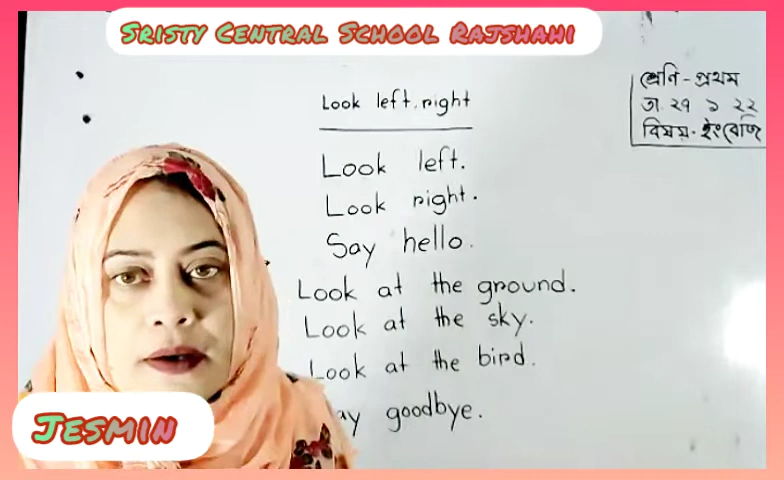 Sristy Central School Rajshahi
Look left, right
শ্রেণি - প্রথম
তা. ২৭ ১ ২২
বিষয় - ইংরেজি
Look left.
Look right.
Say hello.
Look at the ground.
Look at the sky.
Look at the bird.
ay goodbye.
Jesmin